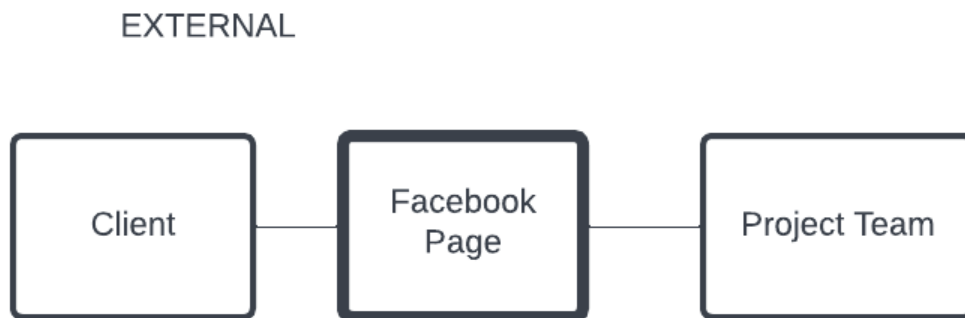 EXTERNAL
Client
Facebook
Page
Project Team